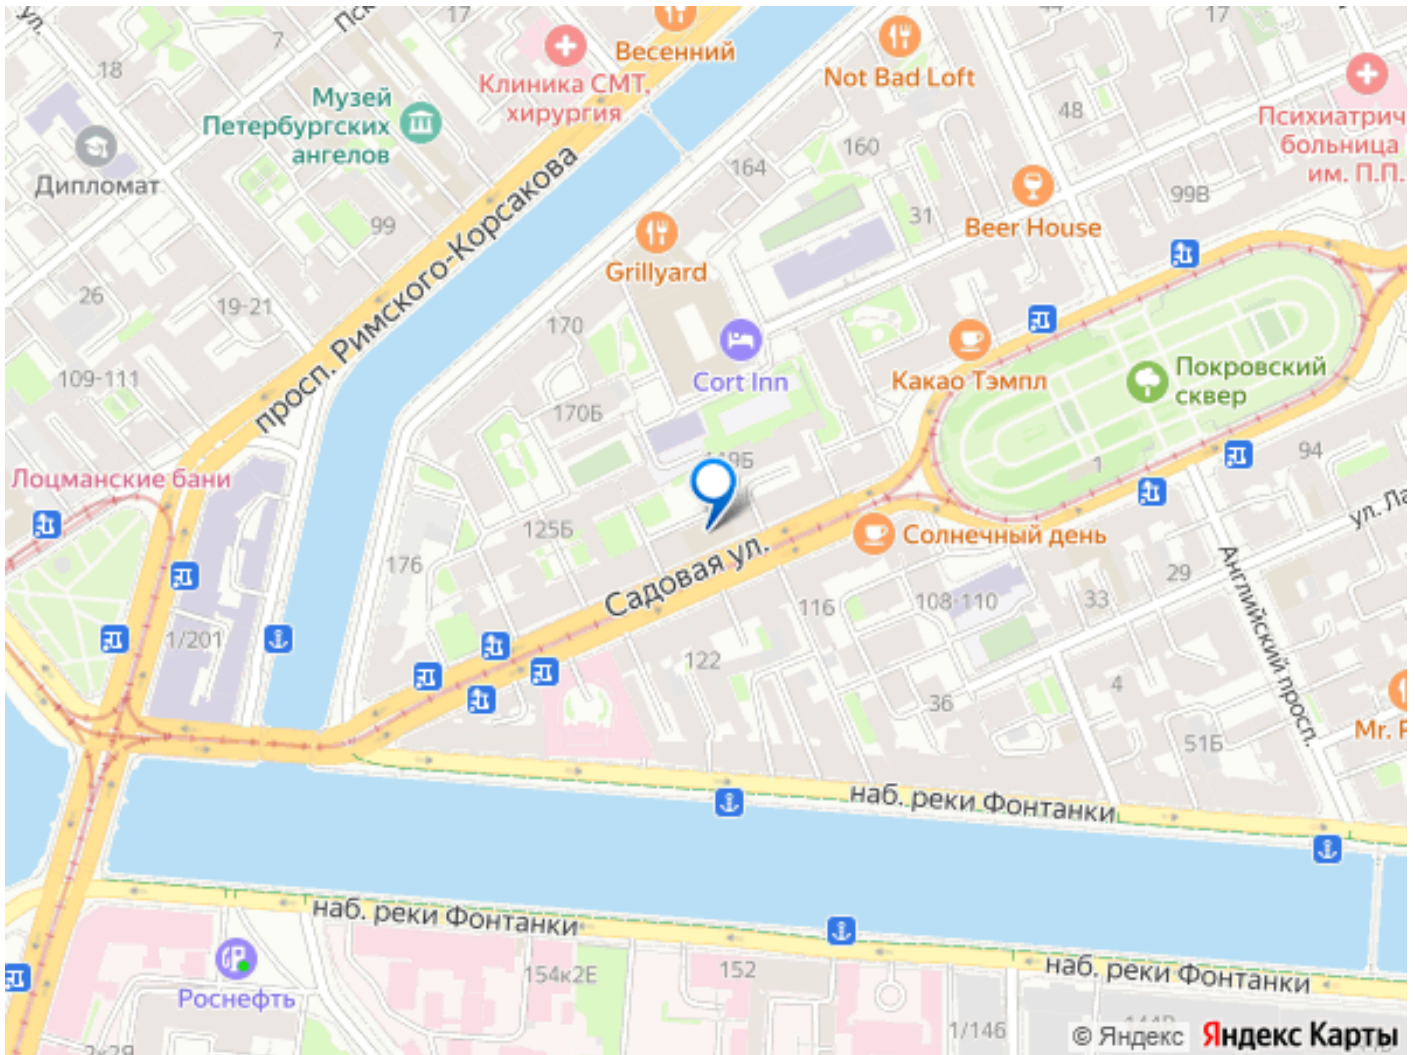 ул.
17
7
18
Весенний
Клиника СМТ,
хирургия
Not Bad Loft
17
Музей
Петербургских
ангелов
48
Психиатрич
больница
им. П.П.
Дипломат
160
164
99В
31
Beer House
99
Grillyard
26
19-21
просп. Римского-Корсакова
170
109-111
Cort Inn
Какао Тэмпл
Покровский
сквер
170Б
94
1
Лоцманские бани
125Б
Солнечный день
ул. Ла
176
Садовая ул.
Английский просп.
29
108-110
33
116
1/201
122
4
36
51Б
Mr. F
наб. реки Фонтанки
наб. реки Фонтанки
154к2Е
152
наб. реки Фонтанки
Роснефть
1/146
© Яндекс Яндекс Карты